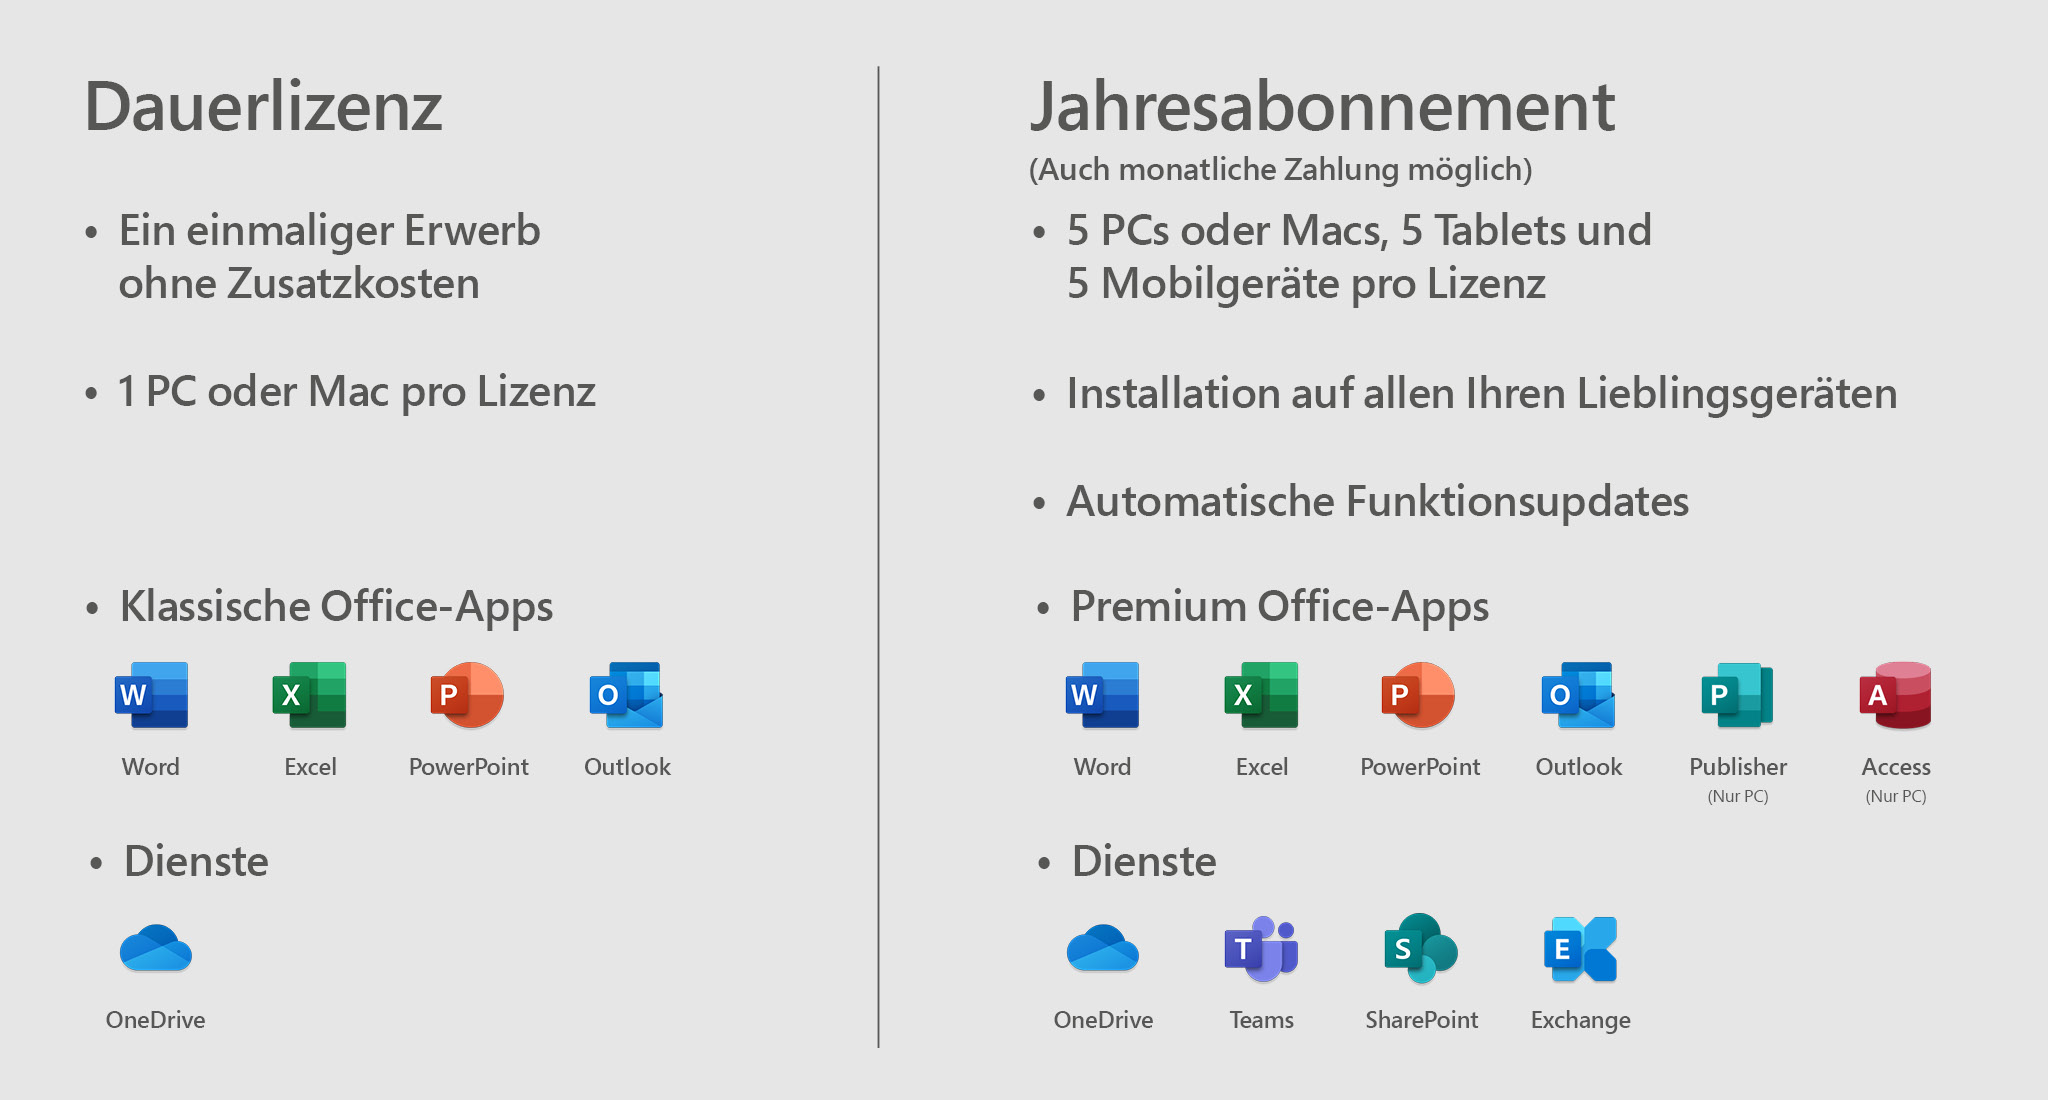 Dauerlizenz
• Ein einmaliger Erwerb
ohne Zusatzkosten
• 1 PC oder Mac pro Lizenz
• Klassische Office-Apps
W X P O
Word Excel PowerPoint Outlook
• Dienste
OneDrive
Jahresabonnement
(Auch monatliche Zahlung möglich)
• 5 PCs oder Macs, 5 Tablets und
5 Mobilgeräte pro Lizenz
• Installation auf allen Ihren Lieblingsgeräten
• Automatische Funktionsupdates
• Premium Office-Apps
W X P O P A
Word Excel PowerPoint Outlook Publisher Access
(Nur PC) (Nur PC)
• Dienste
T S E
OneDrive Teams SharePoint Exchange